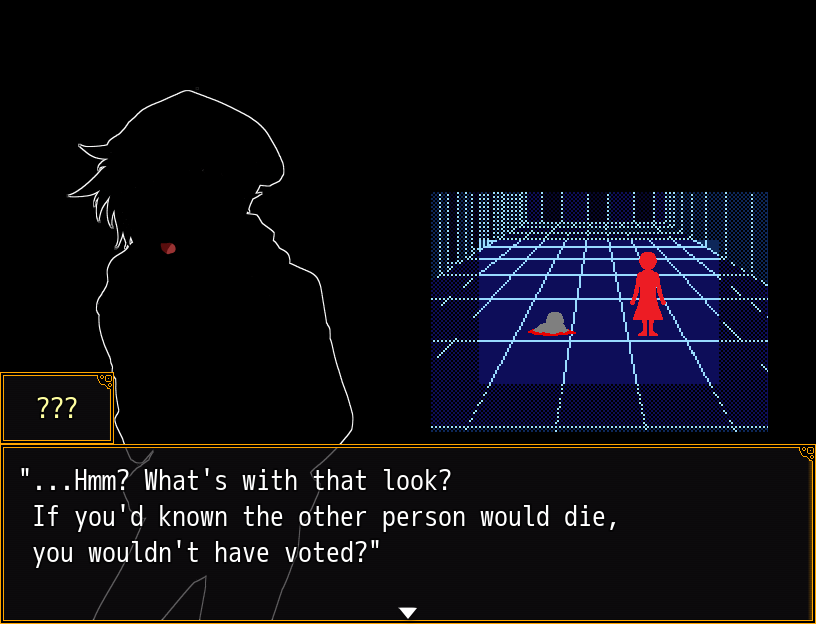 ???
"...Hmm? What's with that look?
If you'd known the other person would die,
you wouldn't have voted?"